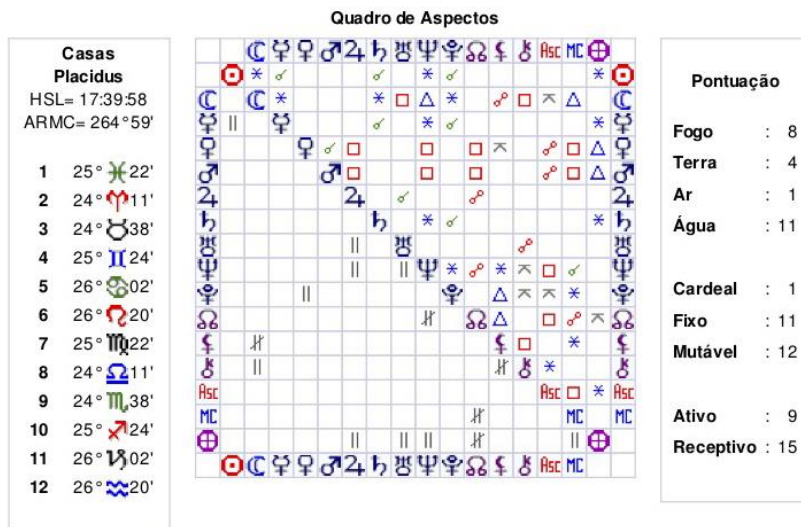 Quadro de Aspectos
Casas
Placidus
HSL= 17:39:58
ARMC= 264°59'
1 25°♓22'
2 24°♈11'
3 24°♉38'
4 25°♊24'
5 26°♋02'
6 26°♌20'
7 25°♍22'
8 24°♎11'
9 24°♏38'
10 25°♐24'
11 26°♑02'
12 26°♒20'
Asc MC
Asc Asc Asc
MC MC MC
Asc MC
Pontuação
Fogo : 8
Terra : 4
Ar : 1
Água : 11
Cardeal : 1
Fixo : 11
Mutável : 12
Ativo : 9
Receptivo : 15